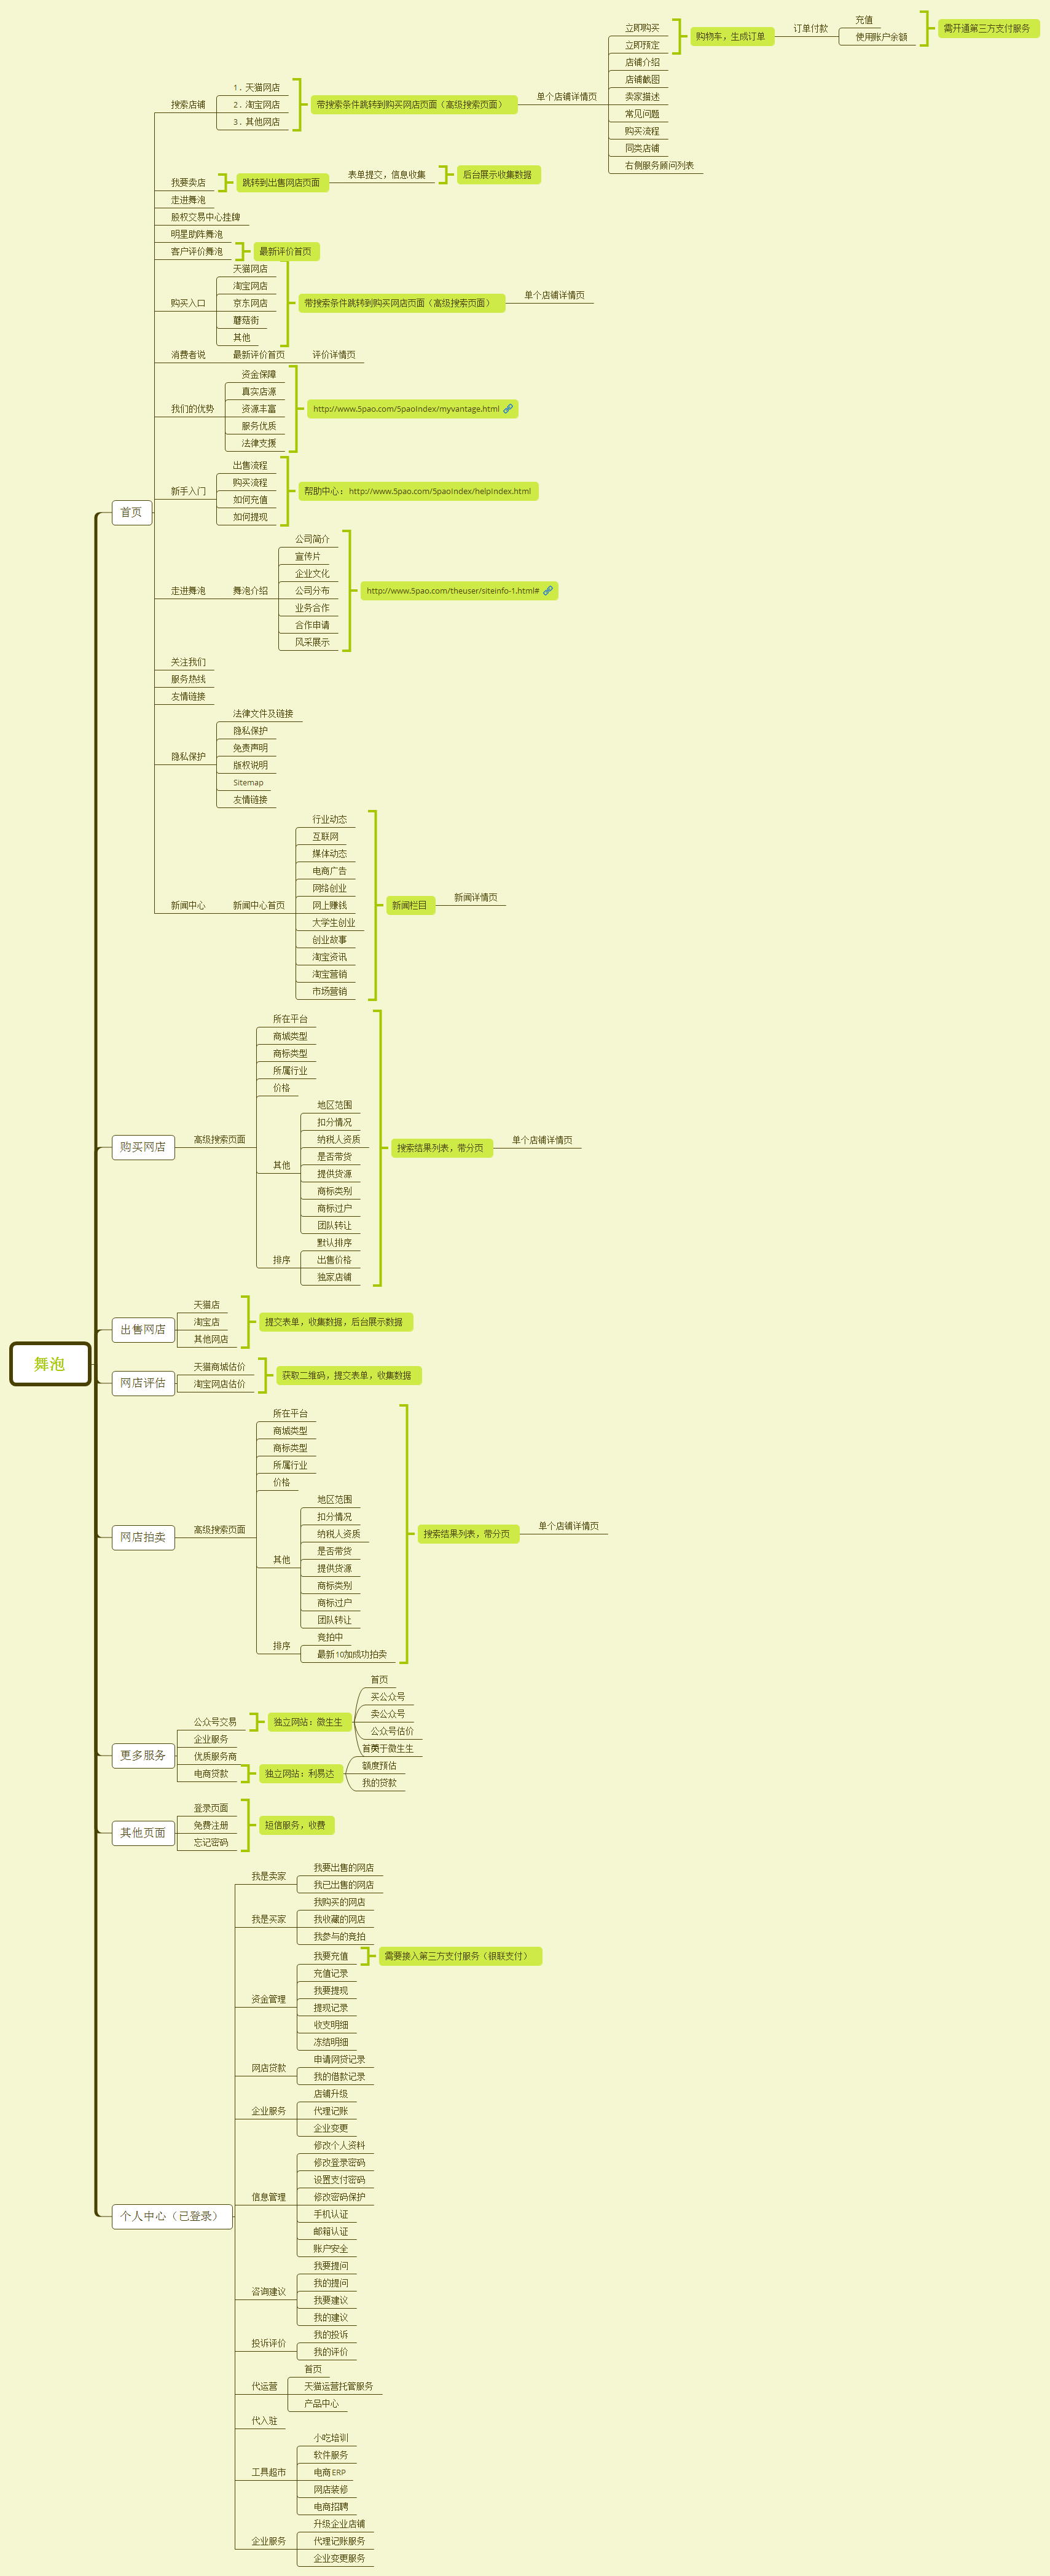 舞泡
首页
搜索店铺
1. 天猫网店
2. 淘宝网店
3. 其他网店
带搜索条件跳转到购买网店页面（高级搜索页面）
单个店铺详情页
立即购买
立即预定
购物车，生成订单
订单付款
充值
使用账户余额
需开通第三方支付服务
店铺介绍
店铺截图
卖家描述
常见问题
购买流程
同类店铺
右侧服务顾问列表
我要卖店
跳转到出售网店页面
表单提交，信息收集
后台展示收集数据
走进舞泡
股权交易中心挂牌
明星助阵舞泡
客户评价舞泡
最新评价首页
购买入口
天猫网店
淘宝网店
京东网店
蘑菇街
其他
带搜索条件跳转到购买网店页面（高级搜索页面）
单个店铺详情页
消费者说
最新评价首页
评价详情页
我们的优势
资金保障
真实店源
资源丰富
服务优质
法律支援
http://www.5pao.com/5paoIndex/myvantage.html
新手入门
出售流程
购买流程
如何充值
如何提现
帮助中心：http://www.5pao.com/5paoIndex/helpIndex.html
走进舞泡
舞泡介绍
公司简介
宣传片
企业文化
公司分布
业务合作
合作申请
风采展示
http://www.5pao.com/theuser/siteinfo-1.html#
关注我们
服务热线
友情链接
隐私保护
法律文件及链接
隐私保护
免责声明
版权说明
Sitemap
友情链接
新闻中心
新闻中心首页
行业动态
互联网
媒体动态
电商广告
网络创业
网上赚钱
大学生创业
创业故事
淘宝资讯
淘宝营销
市场营销
新闻栏目
新闻详情页
购买网店
高级搜索页面
所在平台
商城类型
商标类型
所属行业
价格
其他
地区范围
扣分情况
纳税人资质
是否带货
提供货源
商标类别
商标过户
团队转让
排序
默认排序
出售价格
独家店铺
搜索结果列表，带分页
单个店铺详情页
出售网店
天猫店
淘宝店
其他网店
提交表单，收集数据，后台展示数据
网店评估
天猫商城估价
淘宝网店估价
获取二维码，提交表单，收集数据
网店拍卖
高级搜索页面
所在平台
商城类型
商标类型
所属行业
价格
其他
地区范围
扣分情况
纳税人资质
是否带货
提供货源
商标类别
商标过户
团队转让
排序
竞拍中
最新10加成功拍卖
搜索结果列表，带分页
单个店铺详情页
更多服务
公众号交易
独立网站：微生生
首页
买公众号
卖公众号
公众号估价
关于微生生
企业服务
优质服务商
电商贷款
独立网站：利易达
首页
额度预估
我的贷款
其他页面
登录页面
免费注册
忘记密码
短信服务，收费
个人中心（已登录）
我是卖家
我要出售的网店
我已出售的网店
我是买家
我购买的网店
我收藏的网店
我参与的竞拍
资金管理
我要充值
需要接入第三方支付服务（银联支付）
充值记录
我要提现
提现记录
收支明细
冻结明细
网店贷款
申请网贷记录
我的借款记录
企业服务
店铺升级
代理记账
企业变更
信息管理
修改个人资料
修改登录密码
设置支付密码
修改密码保护
手机认证
邮箱认证
账户安全
咨询建议
我要提问
我的提问
我要建议
我的建议
投诉评价
我的投诉
我的评价
代运营
首页
天猫运营托管服务
产品中心
代入驻
工具超市
小吃培训
软件服务
电商ERP
网店装修
电商招聘
企业服务
升级企业店铺
代理记账服务
企业变更服务